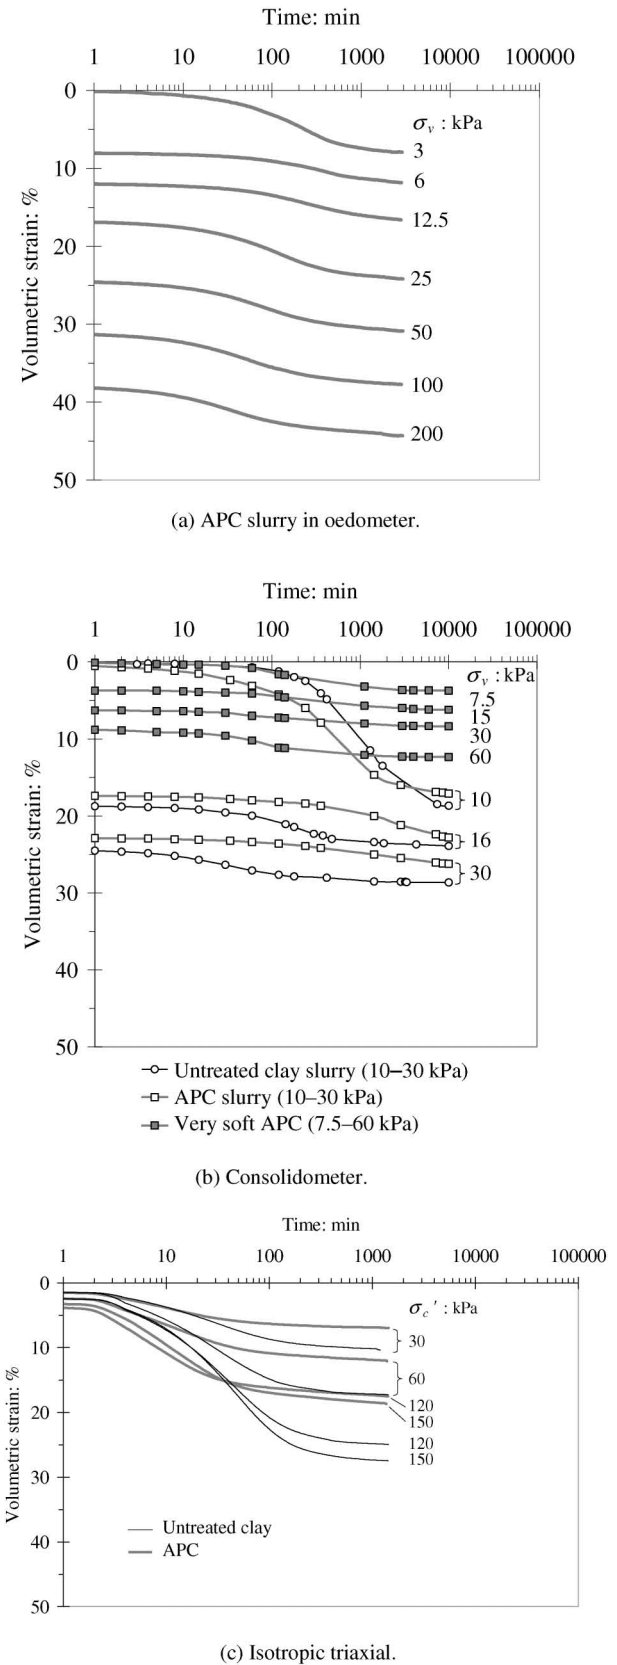 Time: min
1 10 100 1000 10000 100000
0
σv : kPa
3
10
6
12.5
Volumetric strain: %
20
25
30
50
100
40
200
50
(a) APC slurry in oedometer.
Time: min
1 10 100 1000 10000 100000
0
σv : kPa
7.5
15
30
10
60
Volumetric strain: %
10
20
16
30
30
40
50
Untreated clay slurry (10–30 kPa)
APC slurry (10–30 kPa)
Very soft APC (7.5–60 kPa)
(b) Consolidometer.
Time: min
1 10 100 1000 10000 100000
0
σc′ : kPa
30
10
60
120
150
Volumetric strain: %
20
120
150
30
Untreated clay
APC
40
50
(c) Isotropic triaxial.